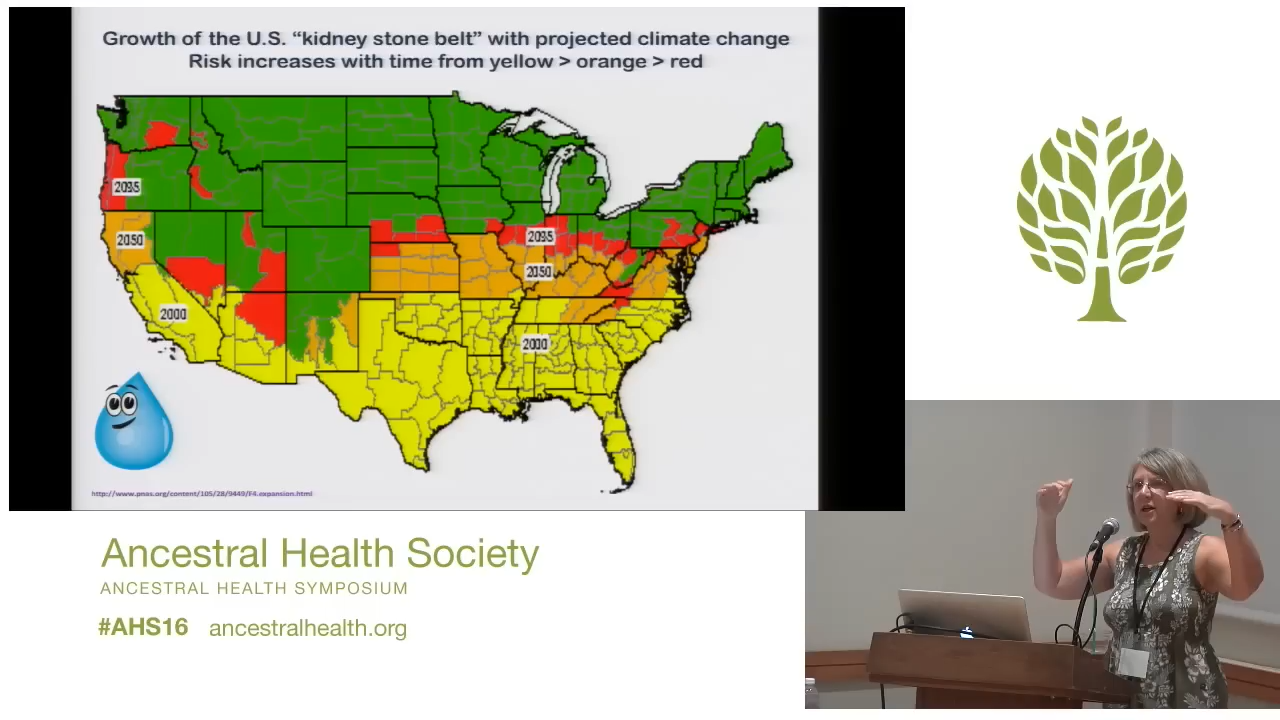 Growth of the U.S. “kidney stone belt” with projected climate change
Risk increases with time from yellow > orange > red
2095
2050
2000
2095
2050
2000
http://www.pnas.org/content/105/28/9449/F4.expansion.html
Ancestral Health Society
ANCESTRAL HEALTH SYMPOSIUM
#AHS16 ancestralhealth.org